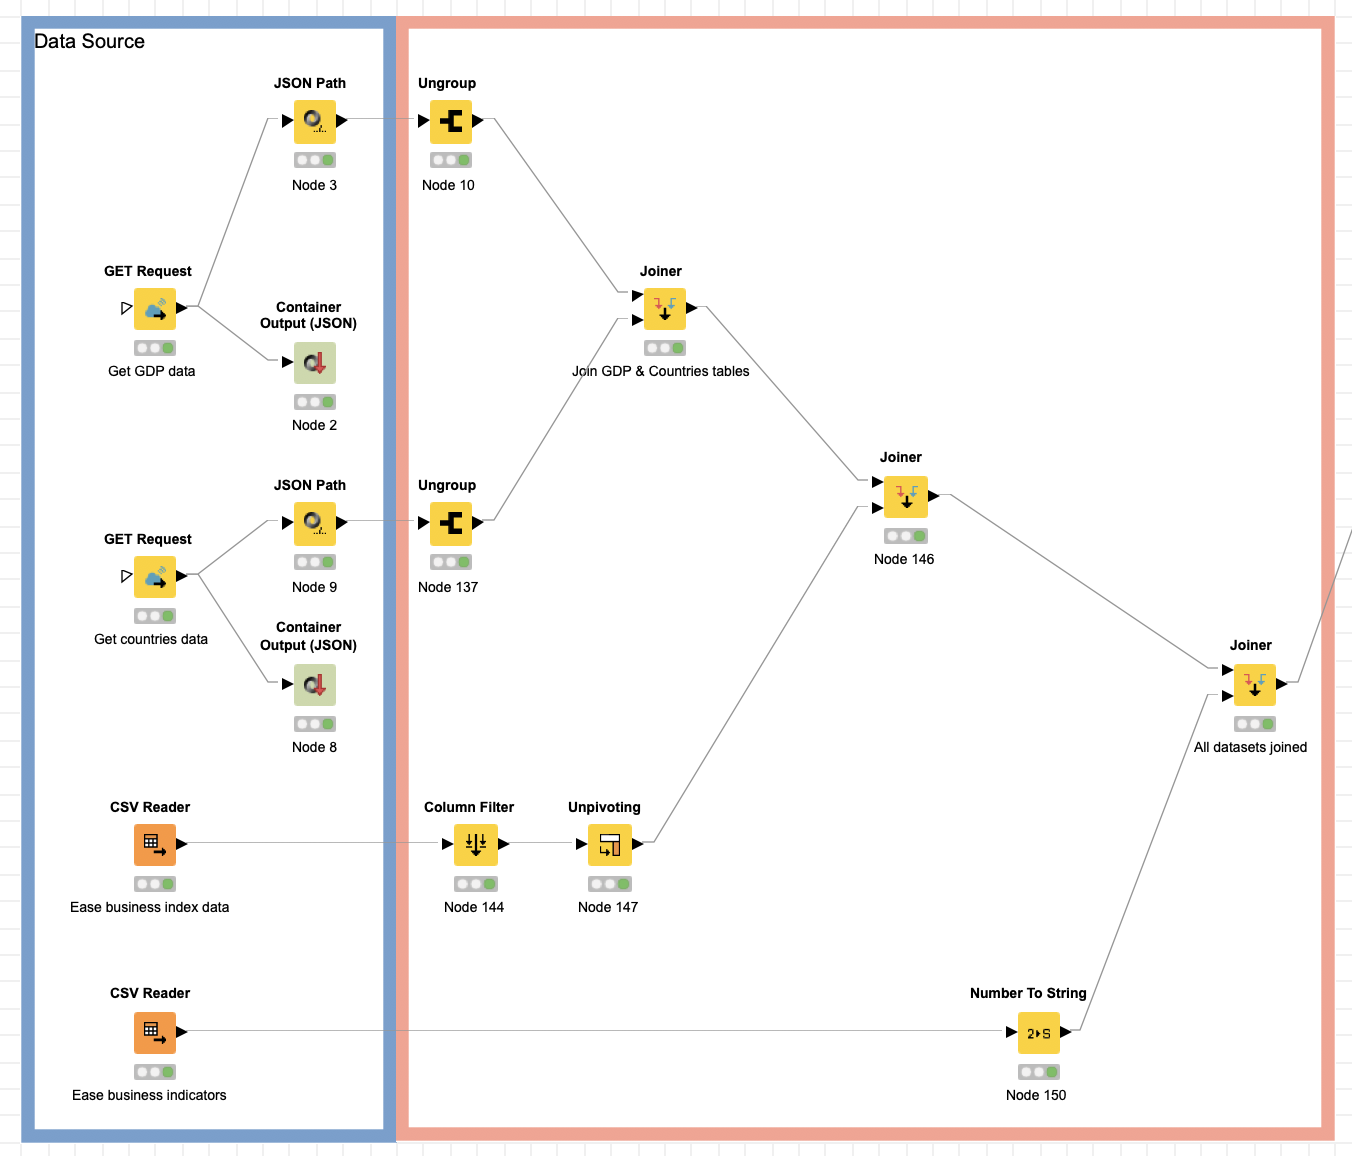 Data Source
JSON Path
Node 3
Ungroup
Node 10
GET Request
Get GDP data
Container
Output (JSON)
Node 2
Joiner
Join GDP & Countries tables
JSON Path
Node 9
Ungroup
Node 137
GET Request
Get countries data
Container
Output (JSON)
Node 8
Joiner
Node 146
Joiner
All datasets joined
CSV Reader
Ease business index data
Column Filter
Node 144
Unpivoting
Node 147
CSV Reader
Ease business indicators
Number To String
2▸S
Node 150